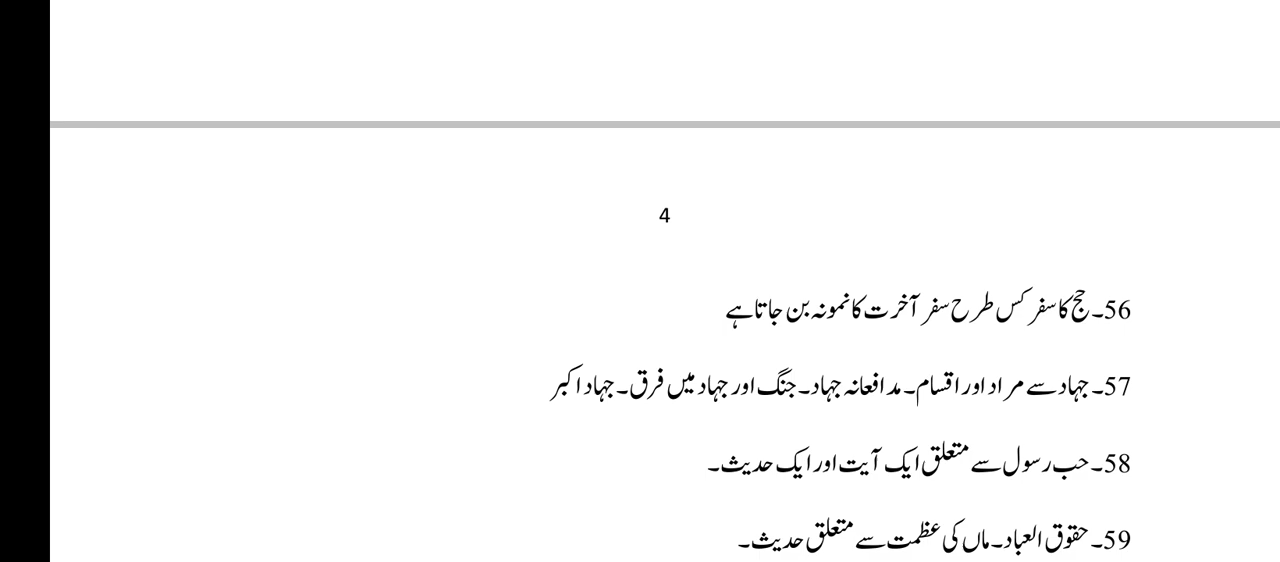 4
56۔ حج کا سفر کس طرح سفر آخرت کا نمونہ بن جاتا ہے
57۔ جہاد سے مراد اور اقسام۔ مدافعانہ جہاد۔ جنگ اور جہاد میں فرق۔ جہاد اکبر
58۔ حب رسول سے متعلق ایک آیت اور ایک حدیث۔
59۔ حقوق العباد۔ ماں کی عظمت سے متعلق حدیث۔